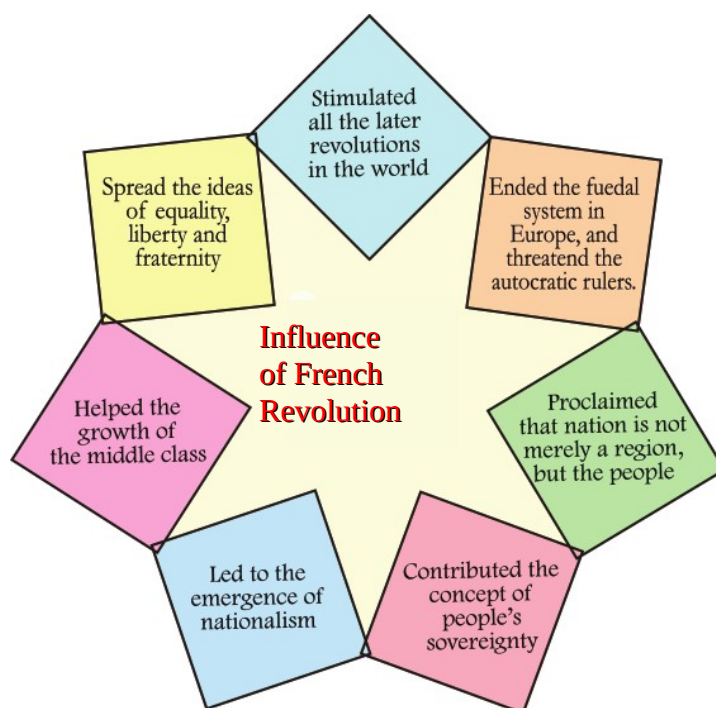 Stimulated
all the later
revolutions
in the world
Ended the fuedal
system in
Europe, and
threatend the
autocratic rulers.
Proclaimed
that nation is not
merely a region,
but the people
Contributed the
concept of
people's
sovereignty
Led to the
emergence of
nationalism
Helped the
growth of
the middle class
Spread the ideas
of equality,
liberty and
fraternity
Influence
of French
Revolution